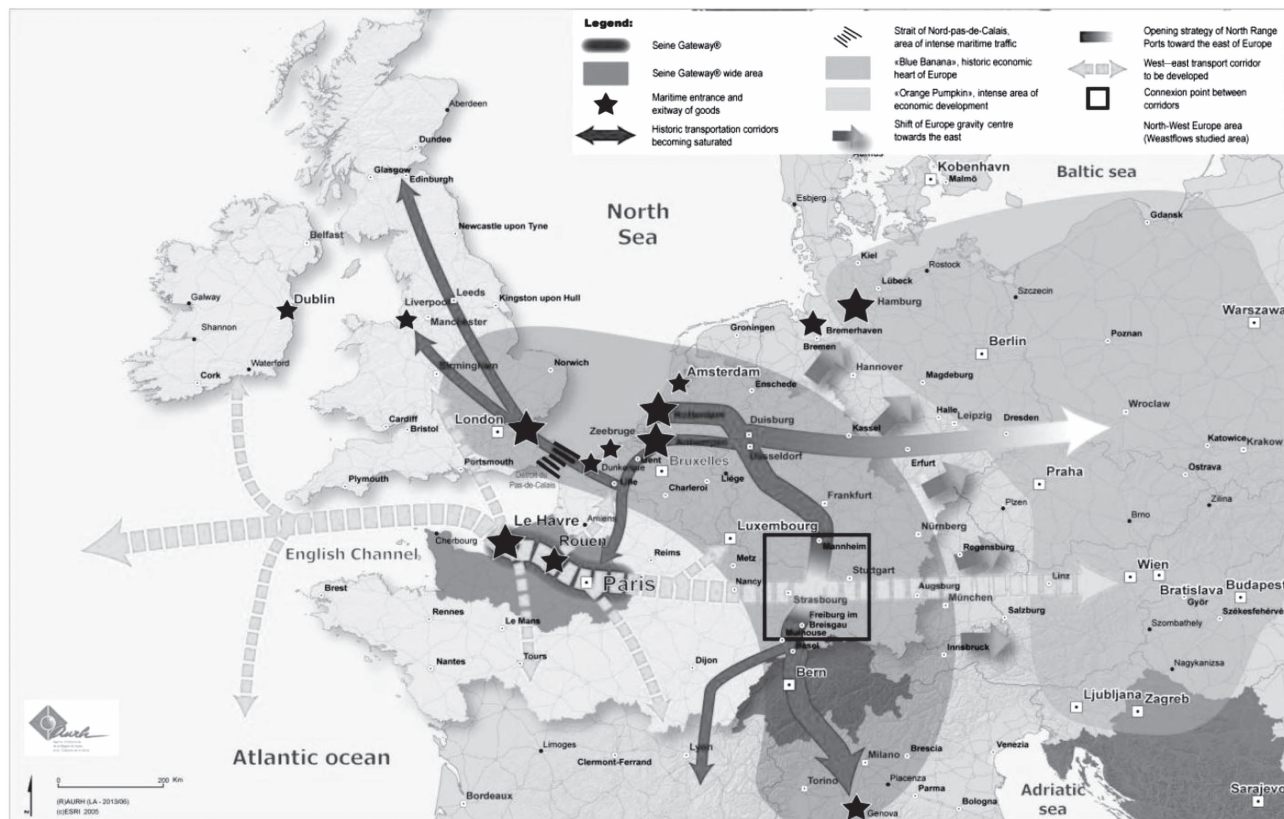 Legend:
Seine Gateway®
Seine Gateway® wide area
Maritime entrance and
exitway of goods
Historic transportation corridors
becoming saturated
Strait of Nord-pas-de-Calais,
area of intense maritime traffic
«Blue Banana», historic economic
heart of Europe
«Orange Pumpkin», intense area of
economic development
Shift of Europe gravity centre
towards the east
Opening strategy of North Range
Ports toward the east of Europe
West--east transport corridor
to be developed
Connexion point between
corridors
North-West Europe area
(Weastflows studied area)
Aberdeen
Dundee
Glasgow
Edinburgh
Kobenhavn
Malmö
Baltic sea
Esbjerg
North
Sea
Gdansk
Newcastle upon Tyne
Belfast
Kiel
Rostock
Lübeck
Szczecin
Galway
Dublin
Liverpool
Leeds
Kingston upon Hull
Manchester
Hamburg
Bremerhaven
Bremen
Groningen
Warszawa
Shannon
Poznan
Berlin
Waterford
Cork
Birmingham
Norwich
Amsterdam
Enschede
Hannover
Magdeburg
Cardiff
Bristol
London
Zeebruge
Duisburg
Düsseldorf
Kassel
Halle
Leipzig
Dresden
Wroclaw
Katowice
Krakow
Portsmouth
Détroit du
Pas-de-Calais
Dunkerque
Gent
Bruxelles
Lille
Charleroi
Liège
Erfurt
Ostrava
Plymouth
Praha
Plzen
Zilina
Brno
Frankfurt
Le Havre
Rouen
Amiens
Luxembourg
Nürnberg
Cherbourg
English Channel
Reims
Metz
Mannheim
Regensburg
Paris
Nancy
Stuttgart
Strasbourg
Augsburg
München
Linz
Wien
Bratislava
Budapest
Györ
Székesfehérvé
Brest
Rennes
Le Mans
Freiburg im
Breisgau
Mulhouse
Basel
Salzburg
Innsbruck
Szombathely
Nantes
Tours
Dijon
Bern
Nagykanizsa
Ljubljana
Zagreb
aurh
Atlantic ocean
Limoges
Clermont-Ferrand
Lyon
Milano
Brescia
Venezia
Torino
Piacenza
Parma
Bologna
Genova
Adriatic
sea
Sarajevo
Bordeaux
0 200 Km
(R)AURH (LA - 2013/06)
(c)ESRI 2005